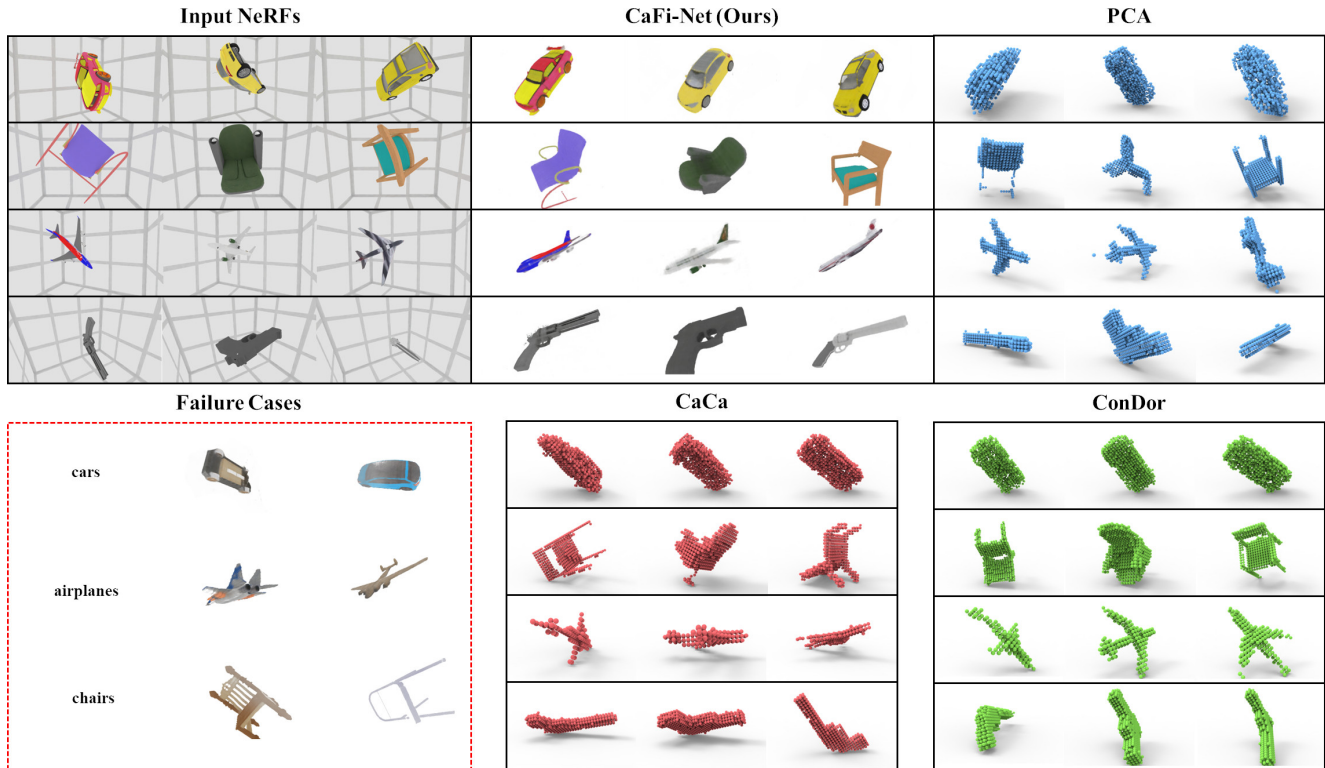 Input NeRFs
CaFi-Net (Ours)
PCA
Failure Cases
cars
airplanes
chairs
CaCa
ConDor